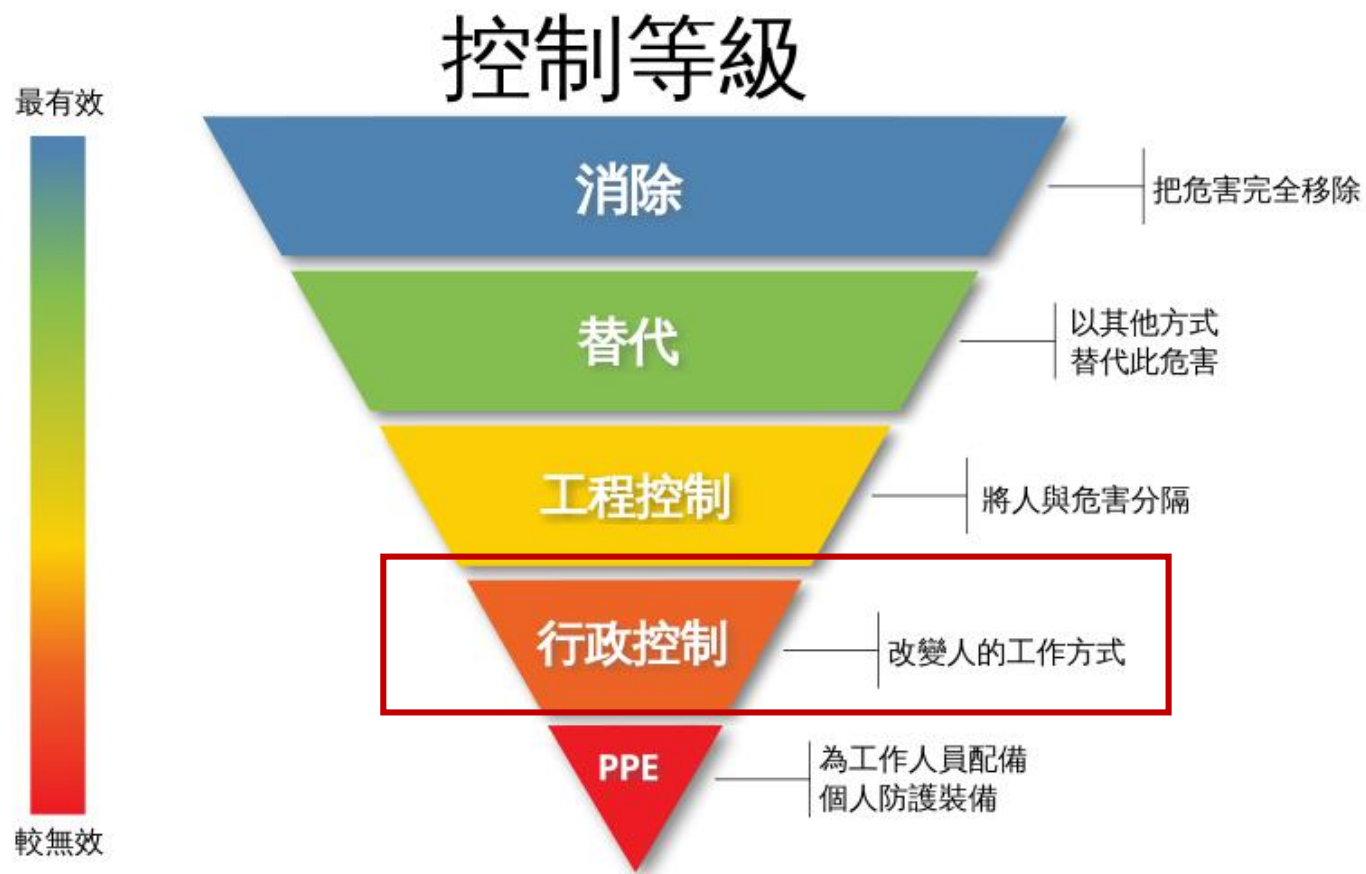 控制等級
最有效
消除
把危害完全移除
替代
以其他方式
替代此危害
工程控制
將人與危害分隔
行政控制
改變人的工作方式
PPE
為工作人員配備
個人防護裝備
較無效